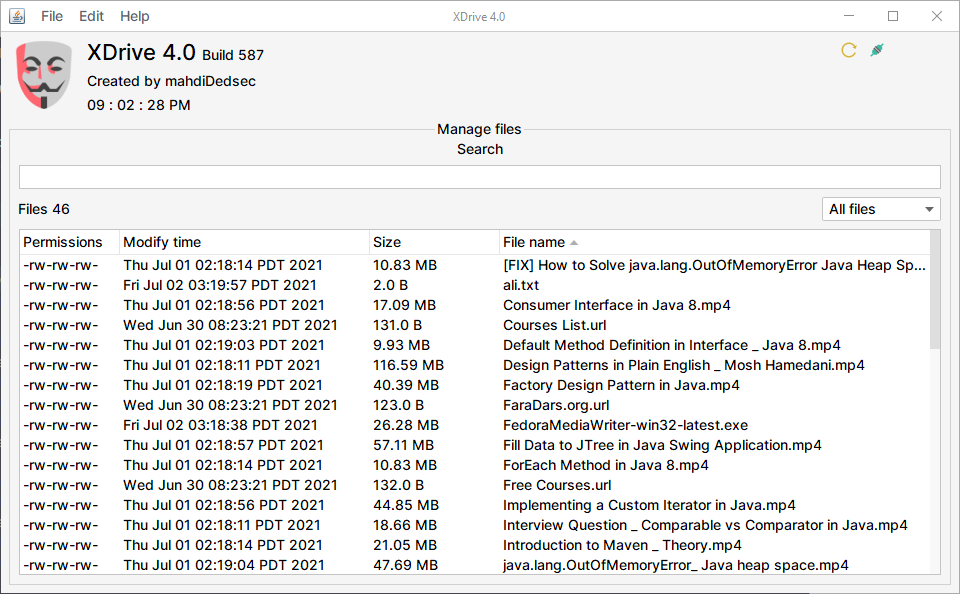 File Edit Help XDrive 4.0
XDrive 4.0 Build 587
Created by mahdiDedsec
09 : 02 : 28 PM
Manage files
Search
Files 46 All files
Permissions Modify time Size File name
-rw-rw-rw- Thu Jul 01 02:18:14 PDT 2021 10.83 MB [FIX] How to Solve java.lang.OutOfMemoryError Java Heap Sp...
-rw-rw-rw- Fri Jul 02 03:19:57 PDT 2021 2.0 B ali.txt
-rw-rw-rw- Thu Jul 01 02:18:56 PDT 2021 17.09 MB Consumer Interface in Java 8.mp4
-rw-rw-rw- Wed Jun 30 08:23:21 PDT 2021 131.0 B Courses List.url
-rw-rw-rw- Thu Jul 01 02:19:03 PDT 2021 9.93 MB Default Method Definition in Interface _ Java 8.mp4
-rw-rw-rw- Thu Jul 01 02:18:11 PDT 2021 116.59 MB Design Patterns in Plain English _ Mosh Hamedani.mp4
-rw-rw-rw- Thu Jul 01 02:18:19 PDT 2021 40.39 MB Factory Design Pattern in Java.mp4
-rw-rw-rw- Wed Jun 30 08:23:21 PDT 2021 123.0 B FaraDars.org.url
-rw-rw-rw- Fri Jul 02 03:18:38 PDT 2021 26.28 MB FedoraMediaWriter-win32-latest.exe
-rw-rw-rw- Thu Jul 01 02:18:57 PDT 2021 57.11 MB Fill Data to JTree in Java Swing Application.mp4
-rw-rw-rw- Thu Jul 01 02:18:14 PDT 2021 10.83 MB ForEach Method in Java 8.mp4
-rw-rw-rw- Wed Jun 30 08:23:21 PDT 2021 132.0 B Free Courses.url
-rw-rw-rw- Thu Jul 01 02:18:56 PDT 2021 44.85 MB Implementing a Custom Iterator in Java.mp4
-rw-rw-rw- Thu Jul 01 02:18:11 PDT 2021 18.66 MB Interview Question _ Comparable vs Comparator in Java.mp4
-rw-rw-rw- Thu Jul 01 02:18:14 PDT 2021 21.05 MB Introduction to Maven _ Theory.mp4
-rw-rw-rw- Thu Jul 01 02:19:04 PDT 2021 47.69 MB java.lang.OutOfMemoryError_ Java heap space.mp4